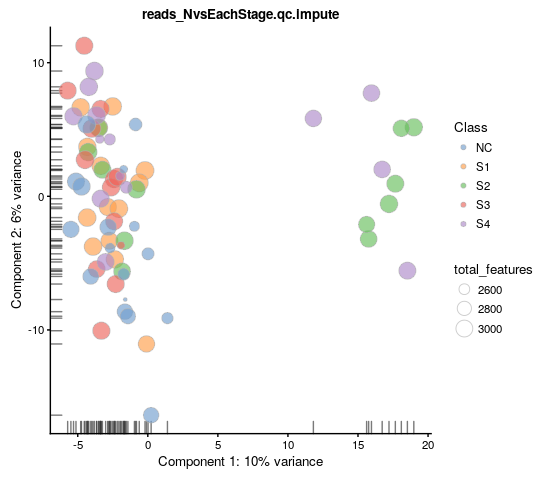 reads_NvsEachStage.qc.impute
10
0
-10
Component 2: 6% variance
-5
0
5
10
15
20
Component 1: 10% variance
Class
NC
S1
S2
S3
S4
total_features
2600
2800
3000